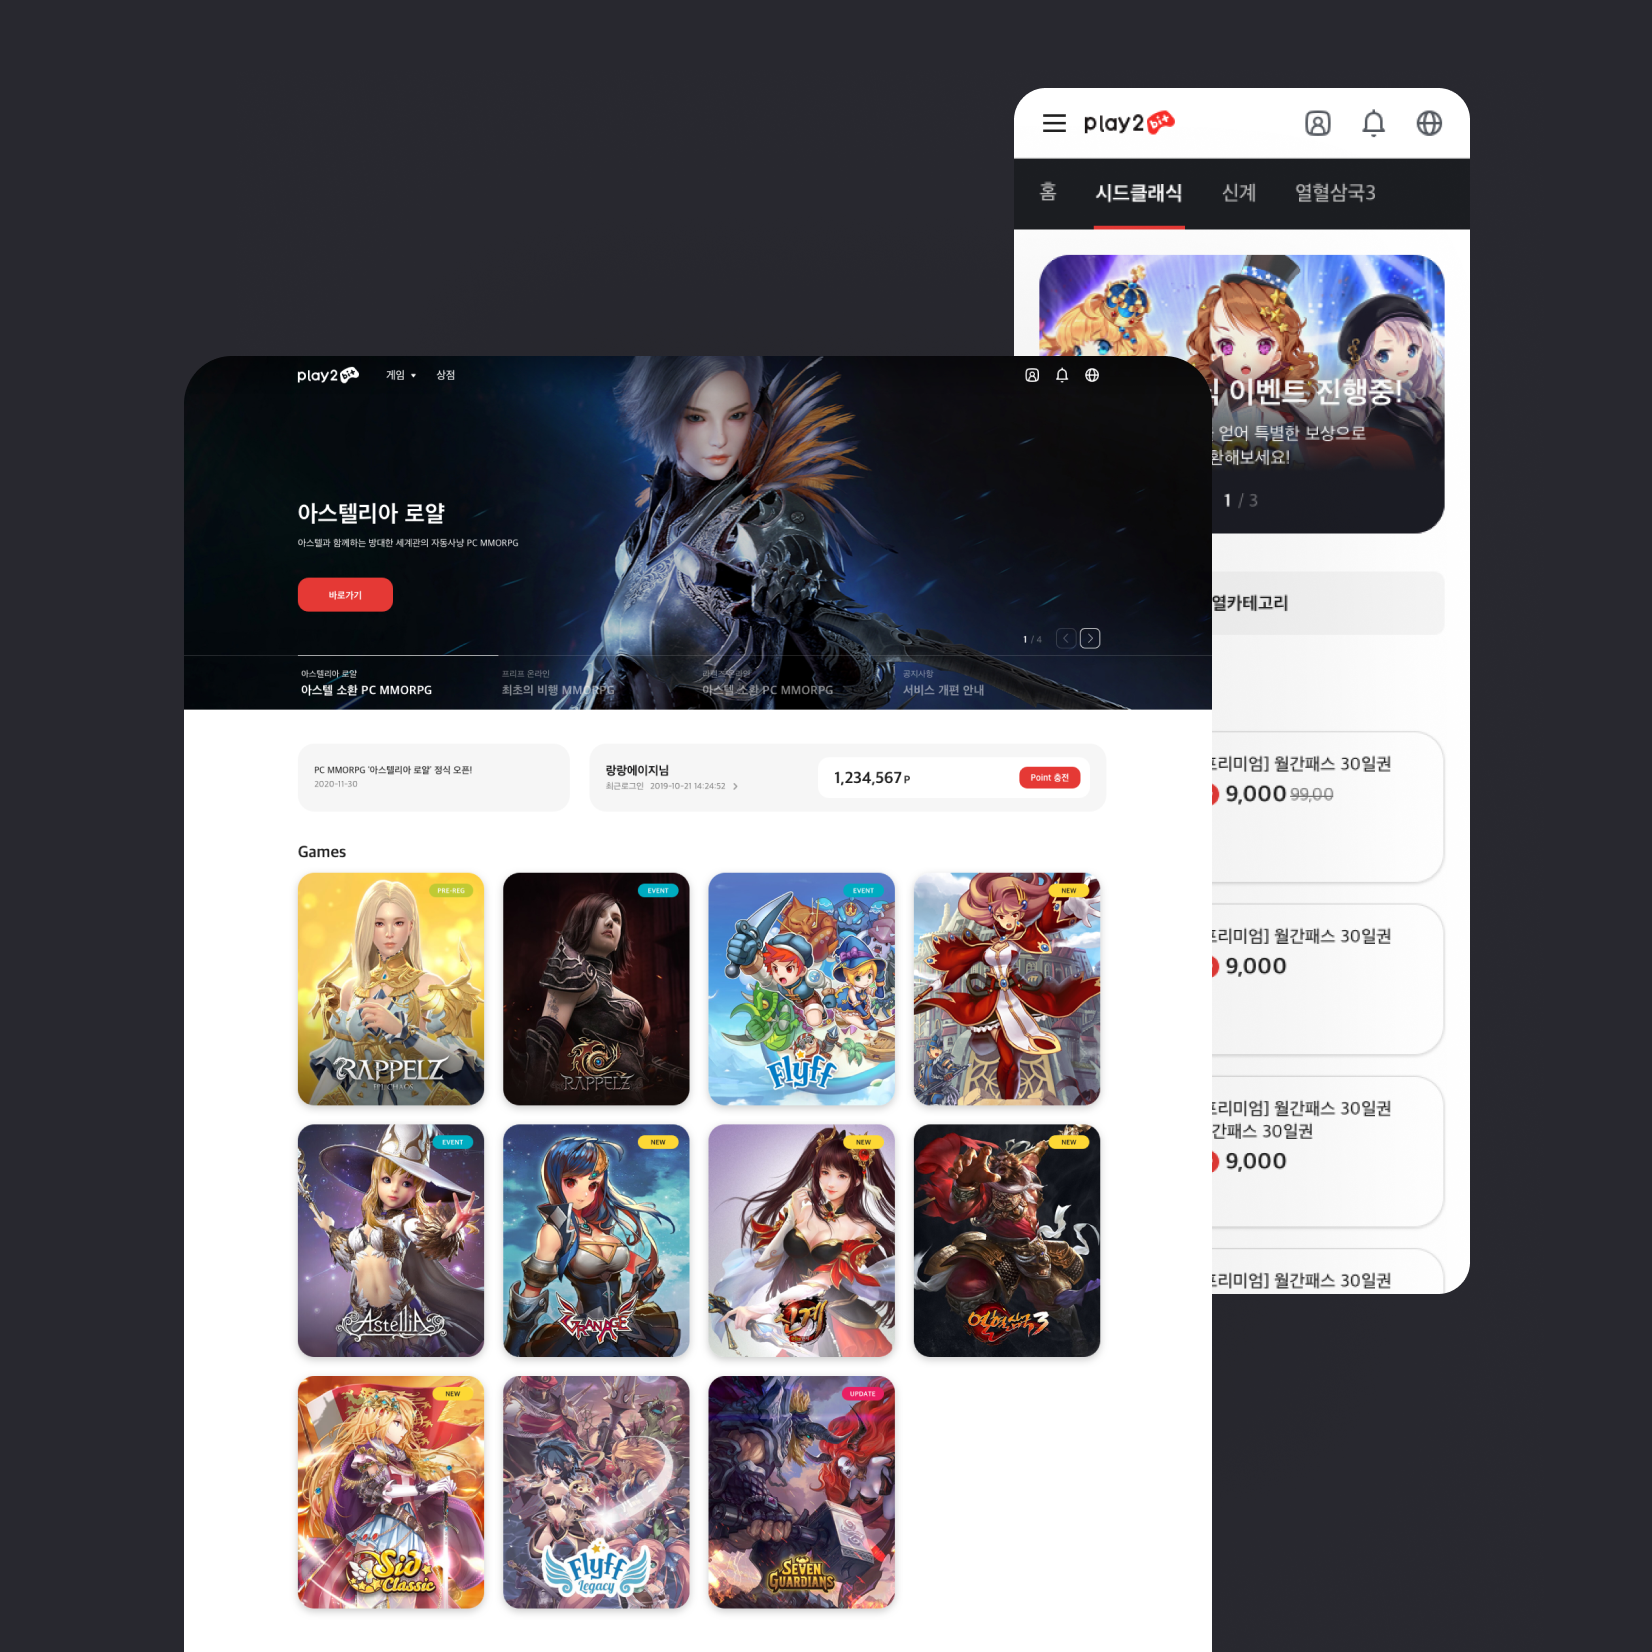 play2 bit
홈 시드클래식 신계 열혈삼국3
이벤트 진행중!
얻어 특별한 보상으로
환해보세요!
1 / 3
열카테고리
프리미엄] 월간패스 30일권
9,000 99,00
프리미엄] 월간패스 30일권
9,000
프리미엄] 월간패스 30일권
간패스 30일권
9,000
프리미엄] 월간패스 30일권
play2 bit 게임 상점
아스텔리아 로얄
아스텔과 함께하는 방대한 세계관의 자동사냥 PC MMORPG
바로가기
1 / 4
아스텔리아 로얄
아스텔 소환 PC MMORPG
프리프 온라인
최초의 비행 MMORPG
온라인
아스텔 소환 PC MMORPG
공지사항
서비스 개편 안내
PC MMORPG '아스텔리아 로얄' 정식 오픈!
2020-11-30
랑랑에이지님
최근로그인 2019-10-21 14:24:52
1,234,567 P
Point 충전
Games
PRE-REG
RAPPELZ
THE CHAOS
EVENT
RAPPELZ
EVENT
Flyff
NEW
EVENT
AstelliA
NEW
GRANAGE
NEW
신계
NEW
열혈삼국3
NEW
Sid
Classic
Flyff
Legacy
UPDATE
SEVEN
GUARDIANS